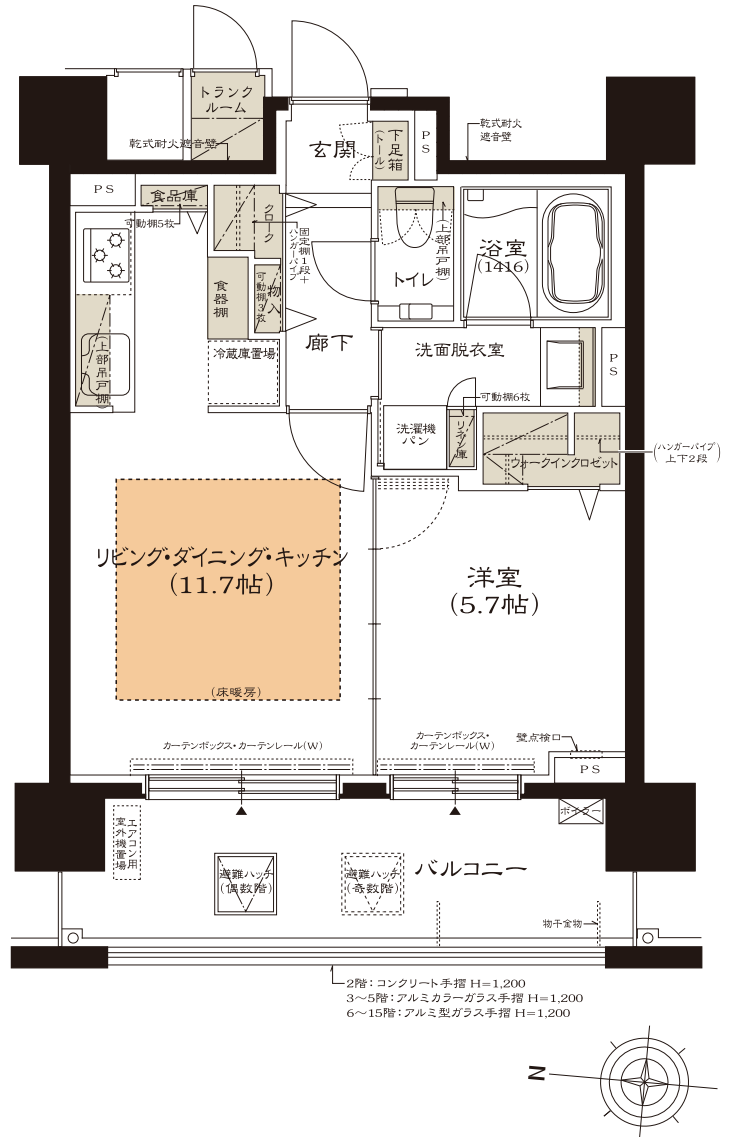 トランク
ルーム
乾式耐火遮音壁
玄関
下足箱
(トール)
PS
乾式耐火
遮音壁
PS
食品庫
可動棚5枚
クローク
固定棚1段+
ハンガーパイプ
食器棚
可動棚3枚
物入
冷蔵庫置場
(上部吊戸棚)
廊下
トイレ
(上部吊戸棚)
浴室
(1416)
洗面脱衣室
PS
可動棚6枚
洗濯機
パン
リネン庫
ウォークインクロゼット
(ハンガーパイプ
上下2段)
リビング・ダイニング・キッチン
(11.7帖)
(床暖房)
洋室
(5.7帖)
カーテンボックス・カーテンレール(W)
カーテンボックス・
カーテンレール(W)
壁点検口
PS
ボイラー
エアコン用
室外機置場
避難ハッチ
(偶数階)
避難ハッチ
(奇数階)
バルコニー
物干金物
2階：コンクリート手摺 H=1,200
3〜5階：アルミカラーガラス手摺 H=1,200
6〜15階：アルミ型ガラス手摺 H=1,200
N